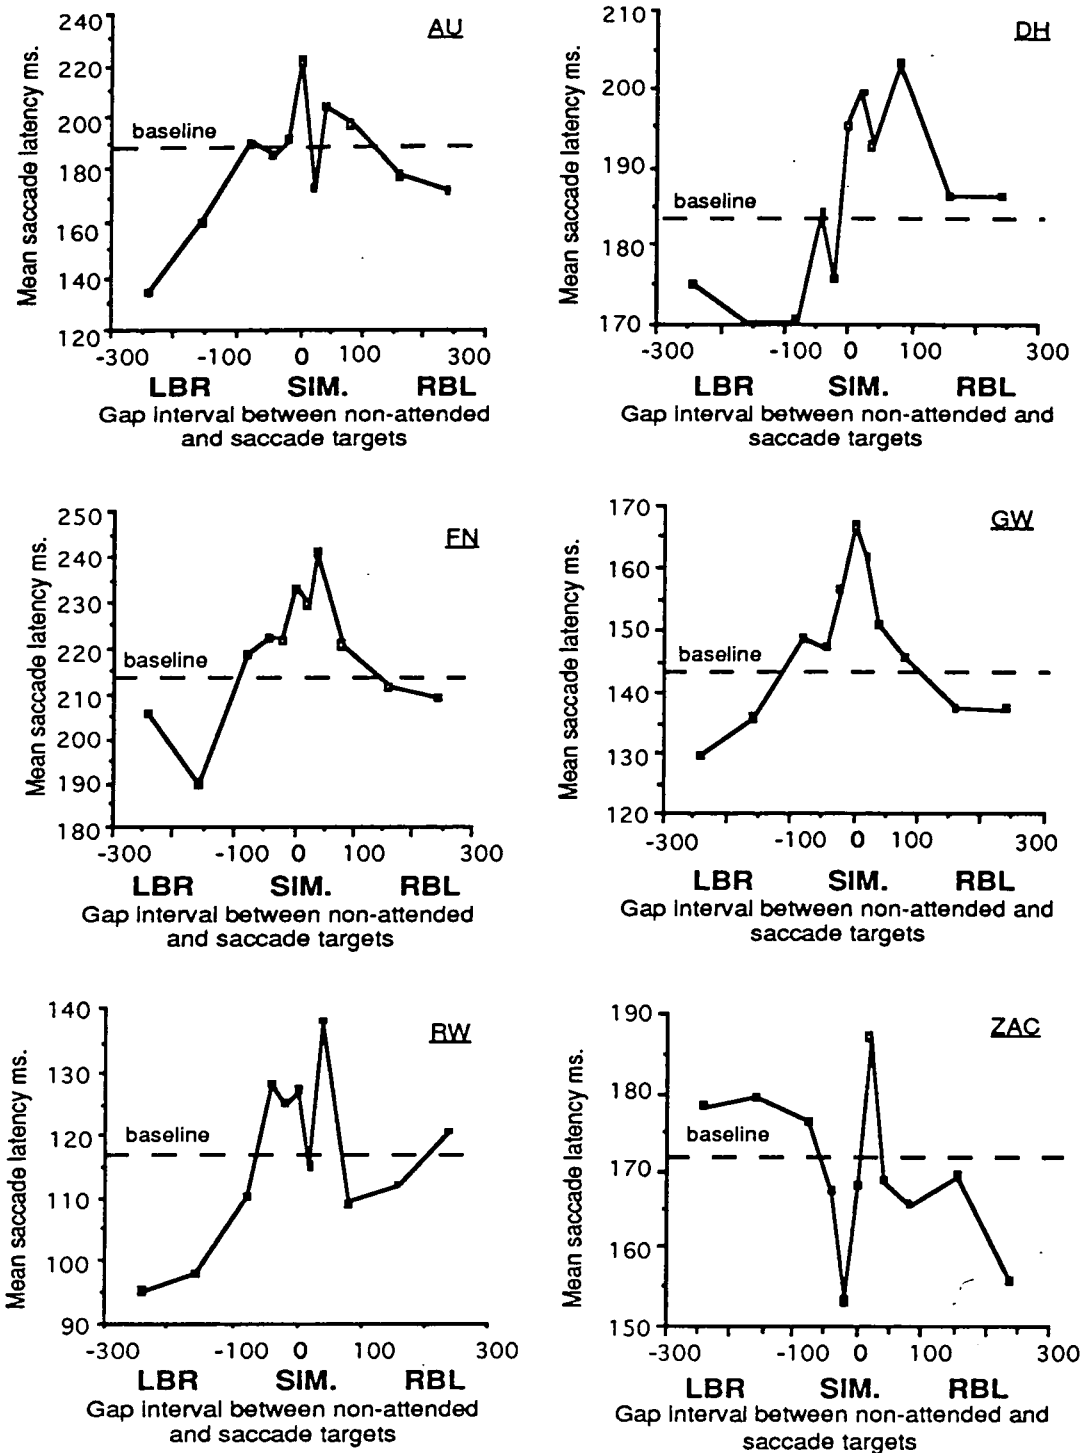 AU
Mean saccade latency ms.
240
220
200
180
160
140
120
baseline
-300 -100 0 100 300
LBR SIM. RBL
Gap interval between non-attended
and saccade targets
DH
Mean saccade latency ms.
210
200
190
180
170
baseline
-300 -100 0 100 300
LBR SIM. RBL
Gap interval between non-attended and
saccade targets
FN
Mean saccade latency ms.
250
240
230
220
210
200
190
180
baseline
-300 -100 0 100 300
LBR SIM. RBL
Gap interval between non-attended
and saccade targets
GW
Mean saccade latency ms.
170
160
150
140
130
120
baseline
-300 -100 0 100 300
LBR SIM. RBL
Gap interval between non-attended and
saccade targets
RW
Mean saccade latency ms.
140
130
120
110
100
90
baseline
-300 -100 0 100 300
LBR SIM. RBL
Gap interval between non-attended
and saccade targets
ZAC
Mean saccade latency ms.
190
180
170
160
150
baseline
-300 -100 0 100 300
LBR SIM. RBL
Gap interval between non-attended and
saccade targets